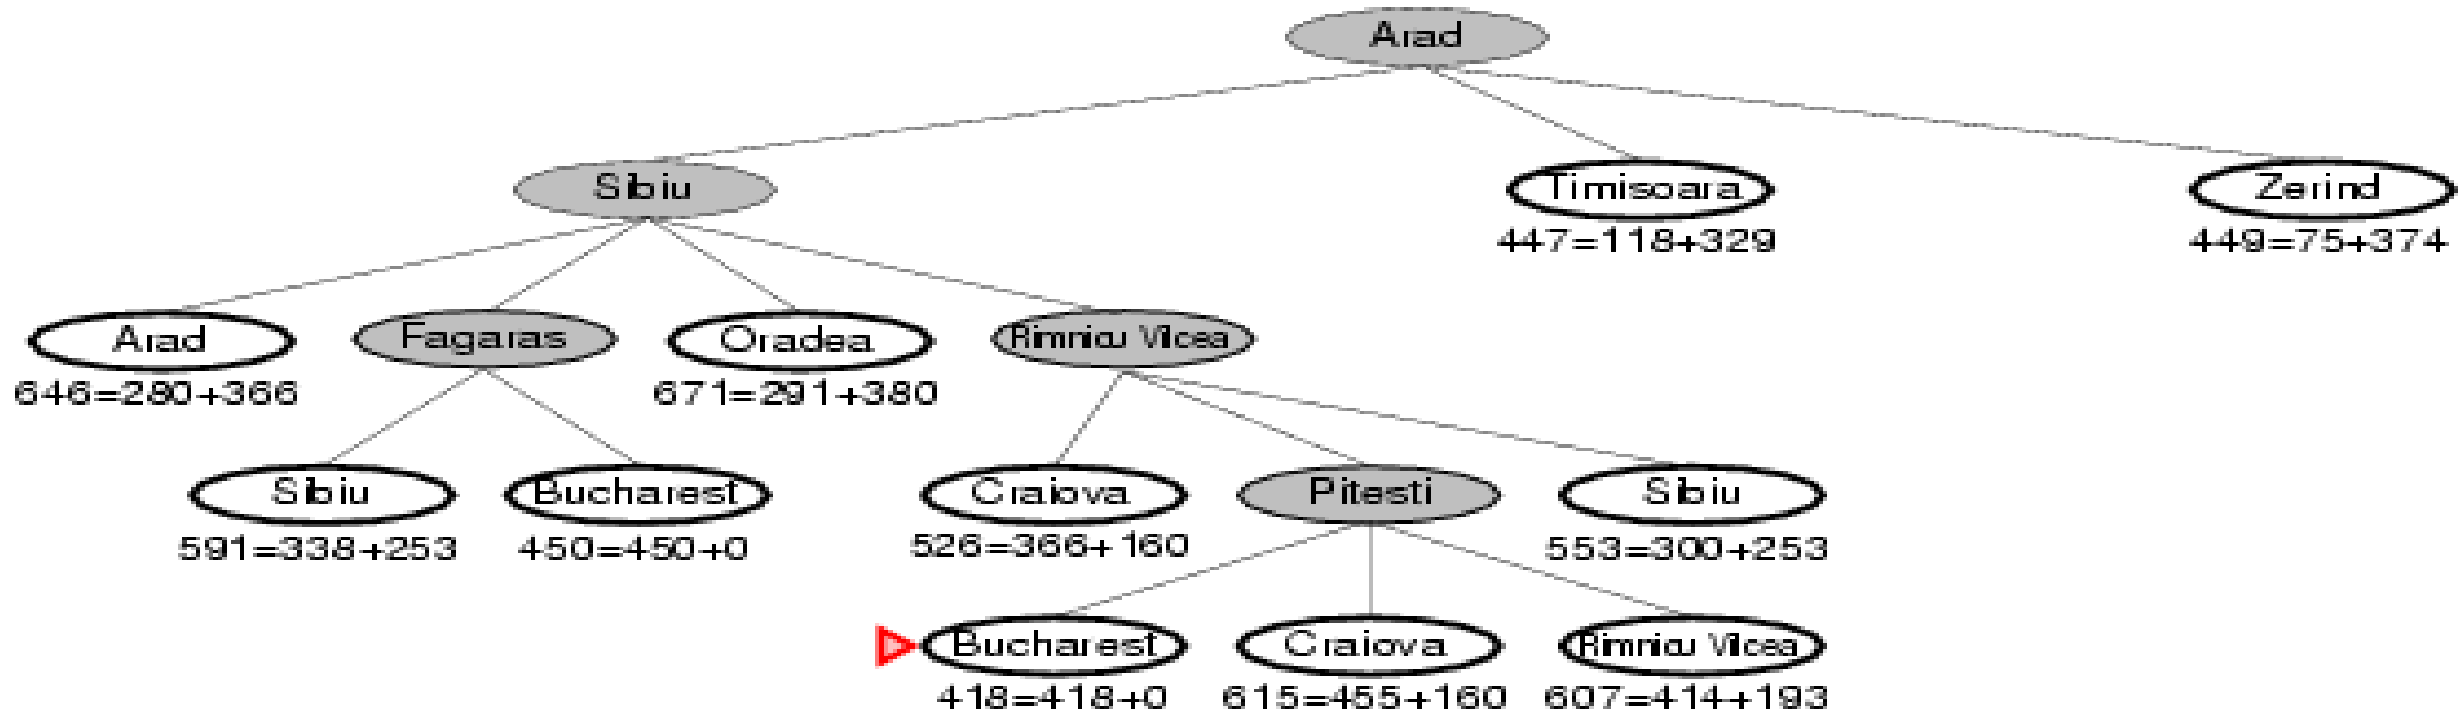 Arad
Sibiu
Timisoara
Zerind
447=118+329
449=75+374
Arad
Fagaras
Oradea
Rimnicu Vilcea
646=280+366
671=291+380
Sibiu
Bucharest
Craiova
Pitesti
Sibiu
591=338+253
450=450+0
526=366+160
553=300+253
Bucharest
Craiova
Rimnicu Vilcea
418=418+0
615=455+160
607=414+193